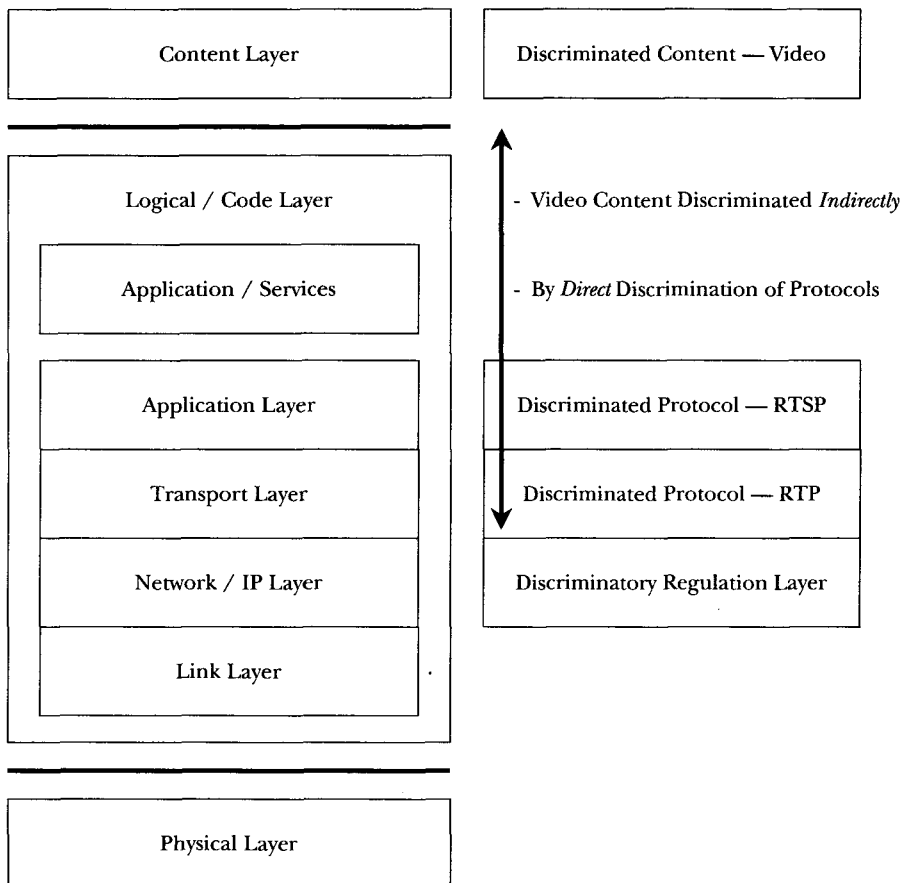 Content Layer
Discriminated Content — Video
Logical / Code Layer
- Video Content Discriminated Indirectly
Application / Services
- By Direct Discrimination of Protocols
Application Layer
Discriminated Protocol — RTSP
Transport Layer
Discriminated Protocol — RTP
Network / IP Layer
Discriminatory Regulation Layer
Link Layer
Physical Layer